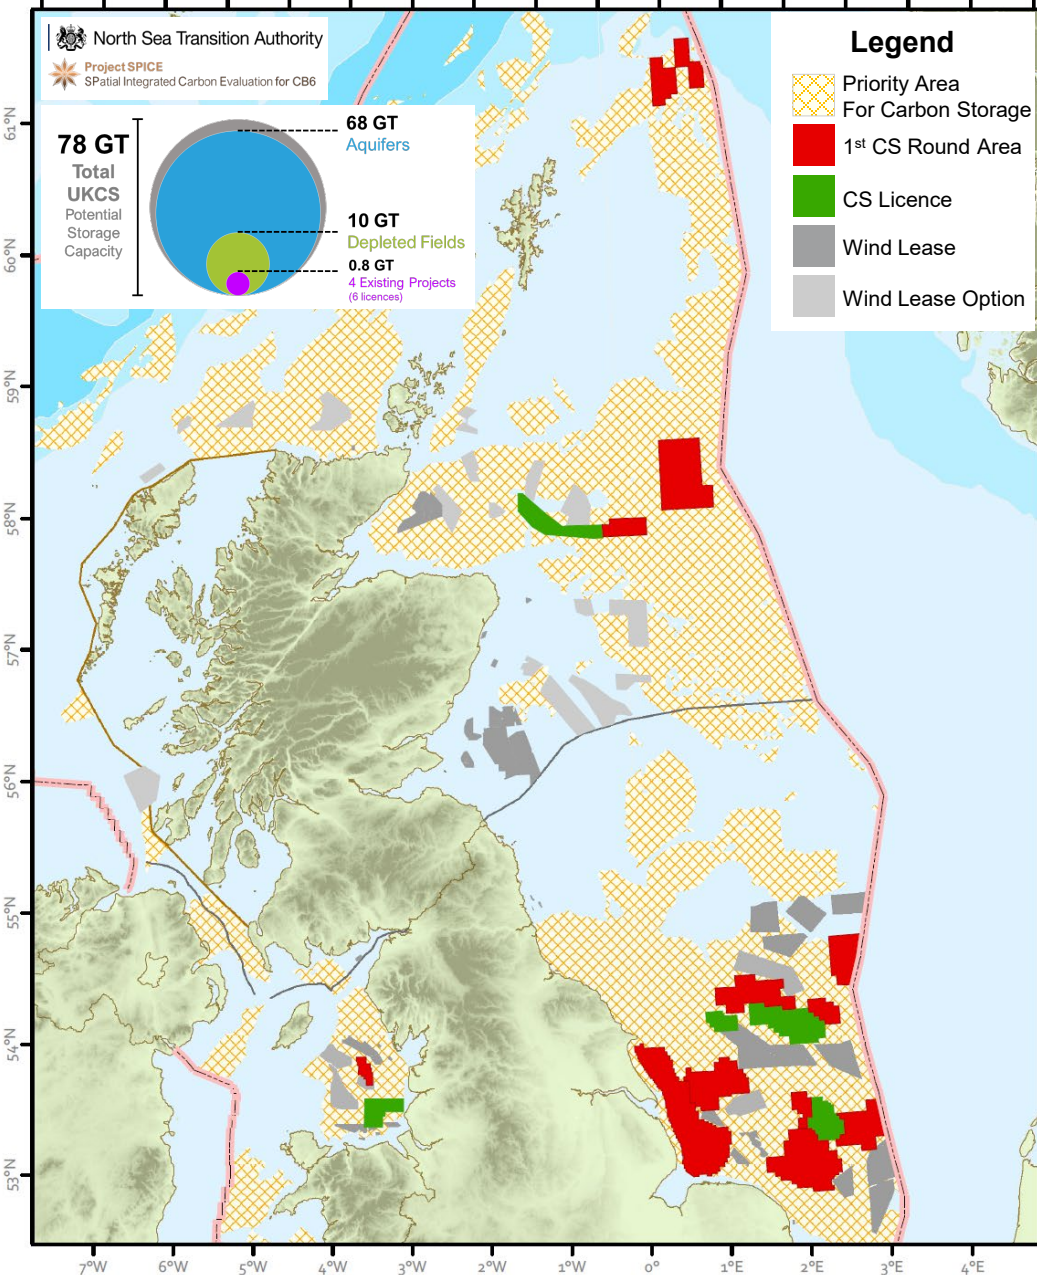 North Sea Transition Authority
Project SPICE
SPatial Integrated Carbon Evaluation for CB6
78 GT
Total
UKCS
Potential
Storage
Capacity
68 GT
Aquifers
10 GT
Depleted Fields
0.8 GT
4 Existing Projects
(6 licences)
Legend
Priority Area
For Carbon Storage
1st CS Round Area
CS Licence
Wind Lease
Wind Lease Option
61°N
60°N
59°N
58°N
57°N
56°N
55°N
54°N
53°N
7°W
6°W
5°W
4°W
3°W
2°W
1°W
0°
1°E
2°E
3°E
4°E